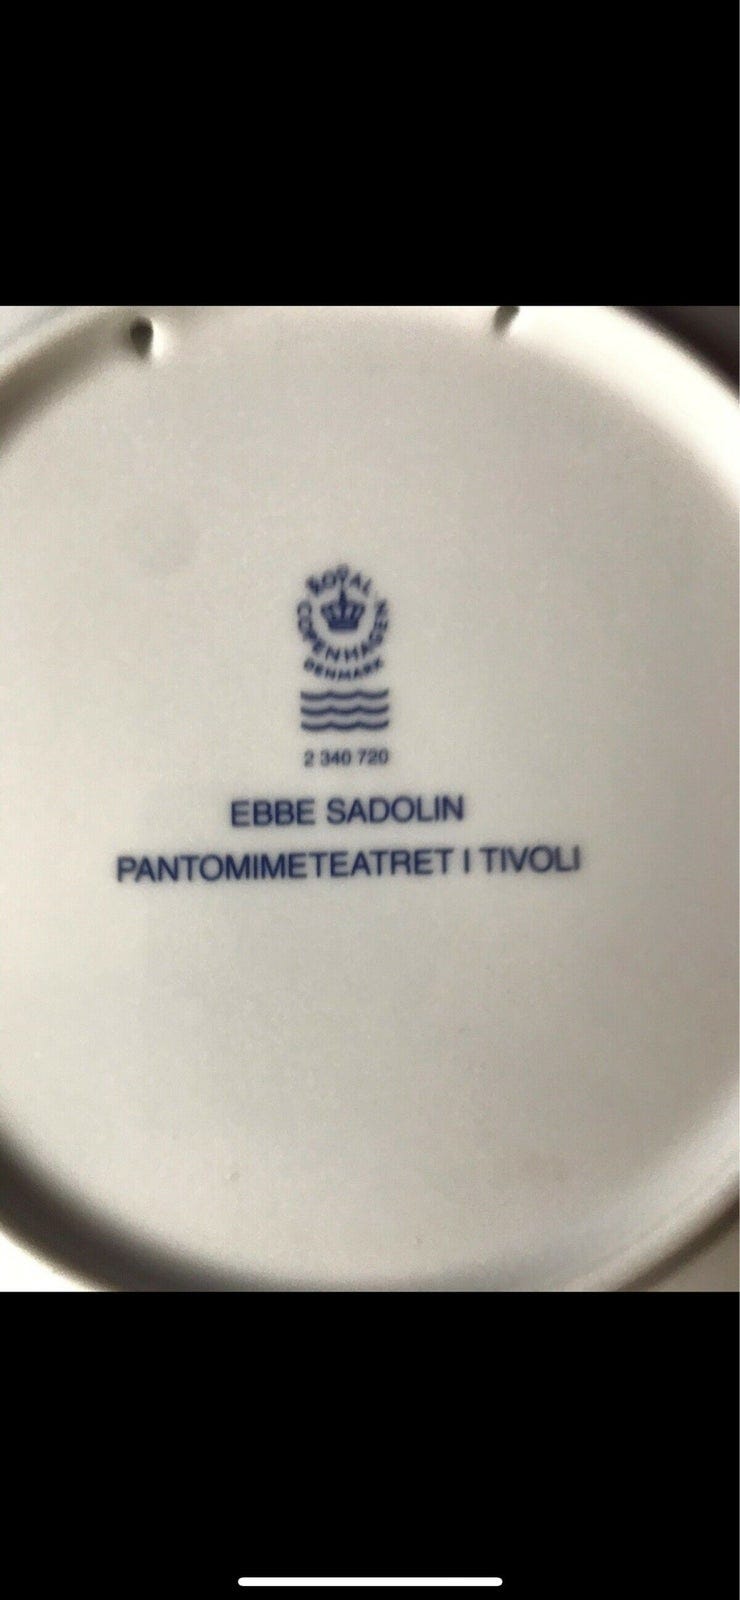 ROYAL
COPENHAGEN
DENMARK
2 340 720
EBBE SADOLIN
PANTOMIMETEATRET I TIVOLI